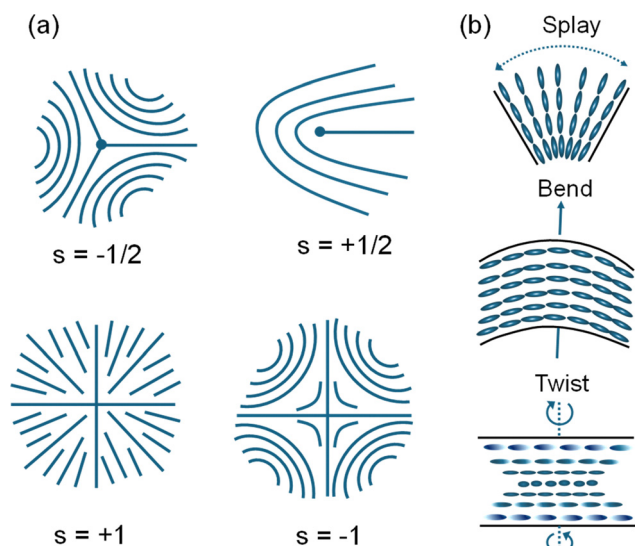 (a)
s = -1/2
s = +1/2
s = +1
s = -1
(b)
Splay
Bend
Twist